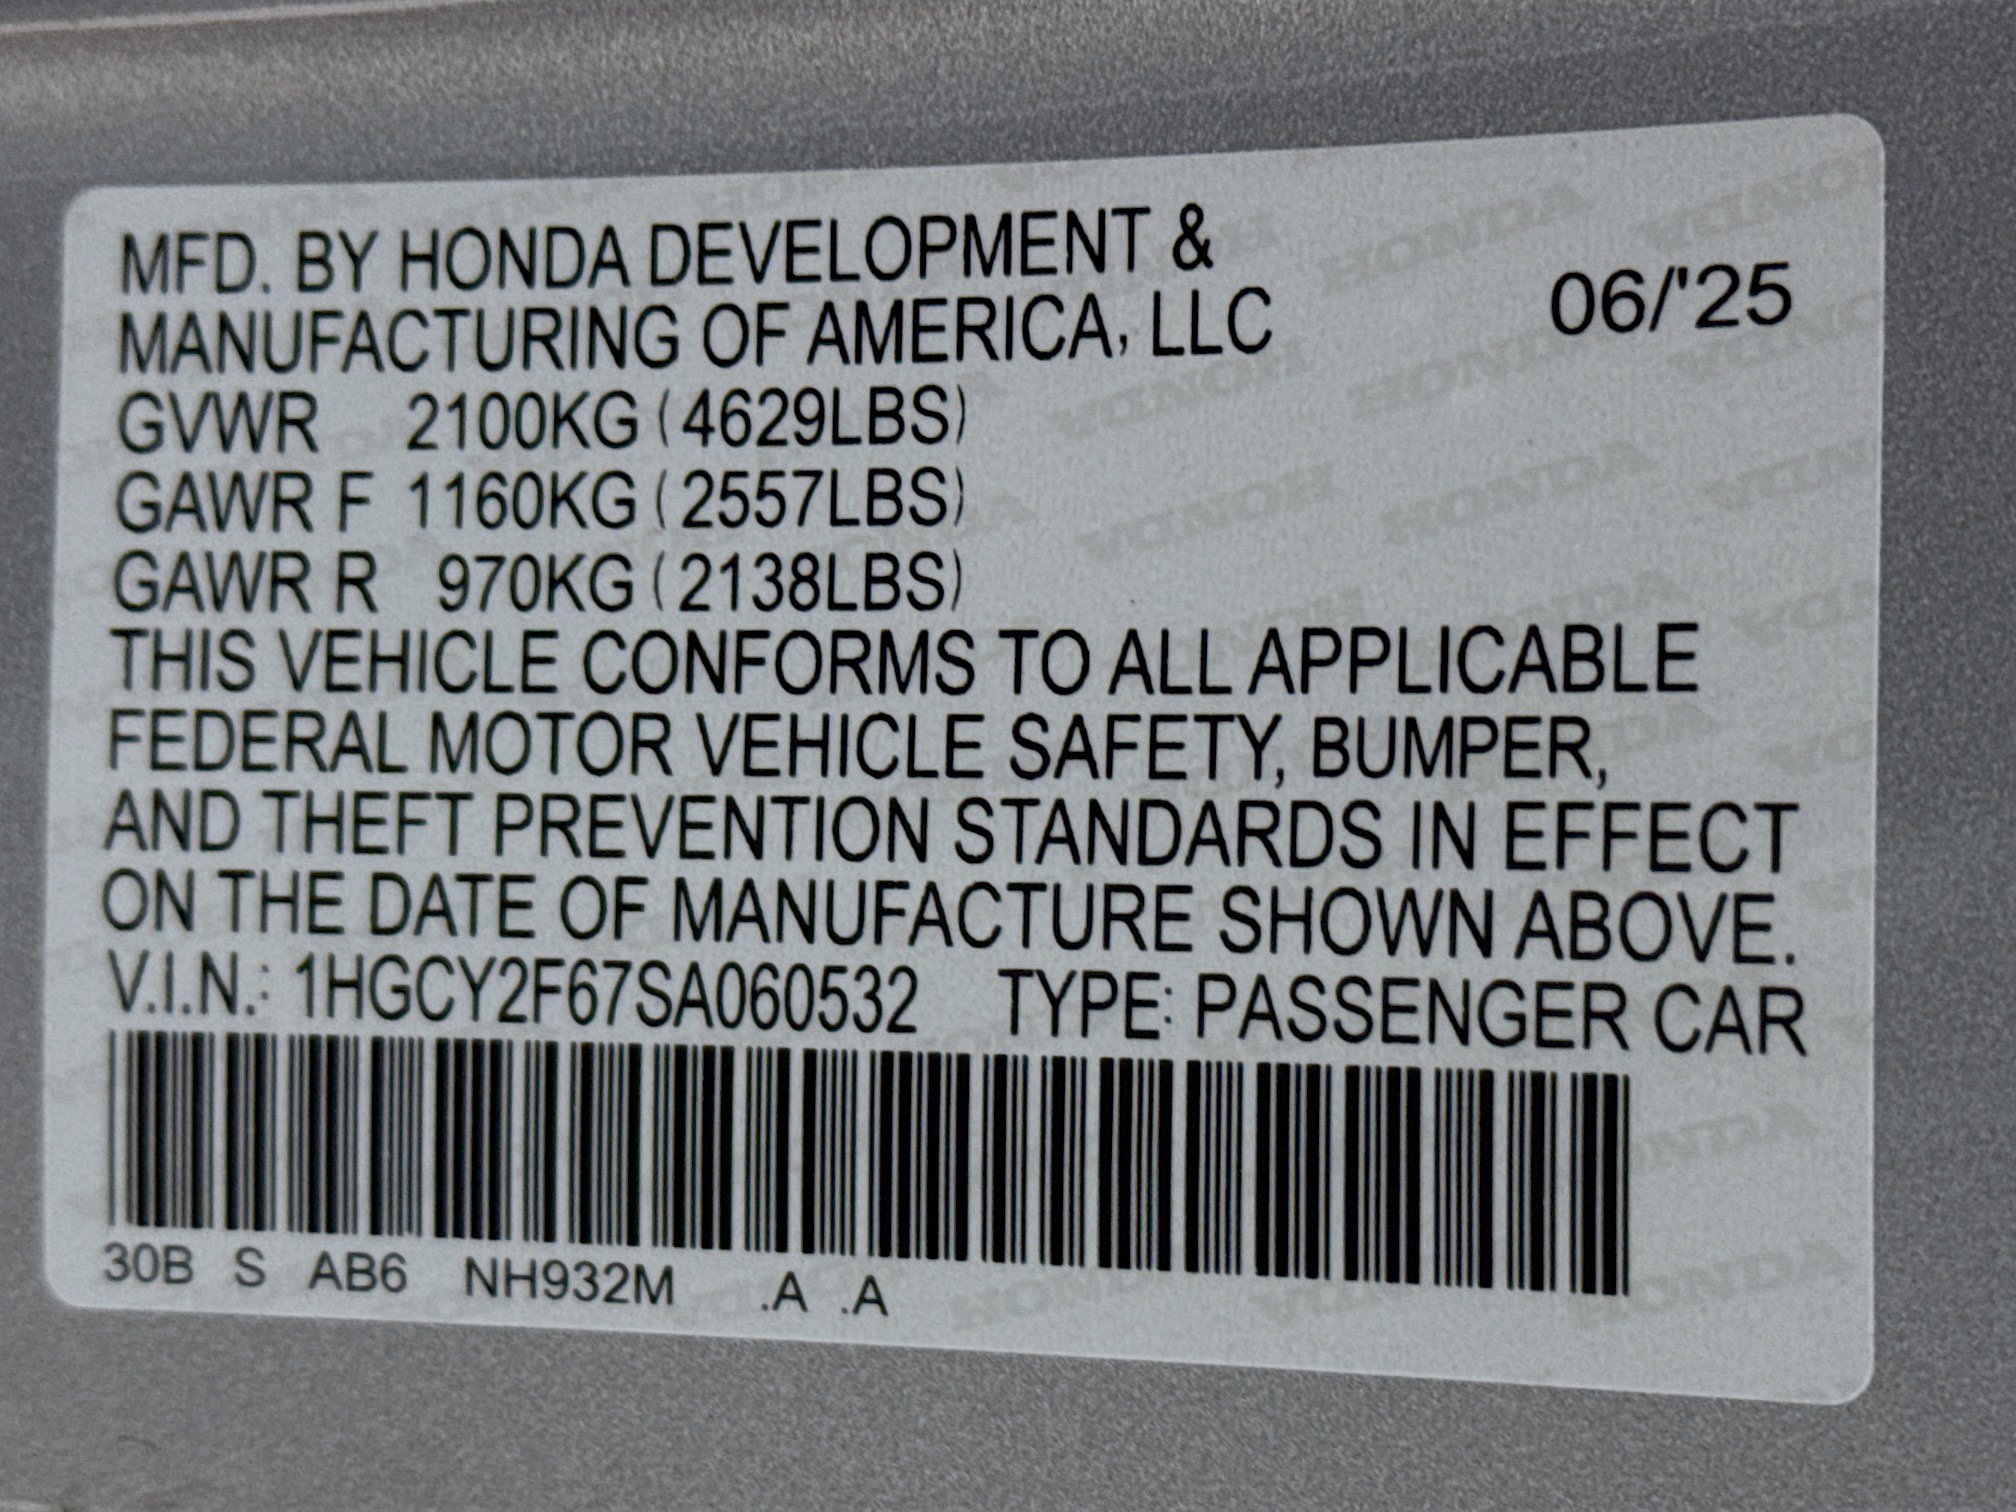 MFD. BY HONDA DEVELOPMENT &
MANUFACTURING OF AMERICA, LLC
06/'25
GVWR 2100KG (4629LBS)
GAWR F 1160KG (2557LBS)
GAWR R 970KG (2138LBS)
THIS VEHICLE CONFORMS TO ALL APPLICABLE
FEDERAL MOTOR VEHICLE SAFETY, BUMPER,
AND THEFT PREVENTION STANDARDS IN EFFECT
ON THE DATE OF MANUFACTURE SHOWN ABOVE.
V.I.N.: 1HGCY2F67SA060532 TYPE: PASSENGER CAR
30B S AB6 NH932M .A .A